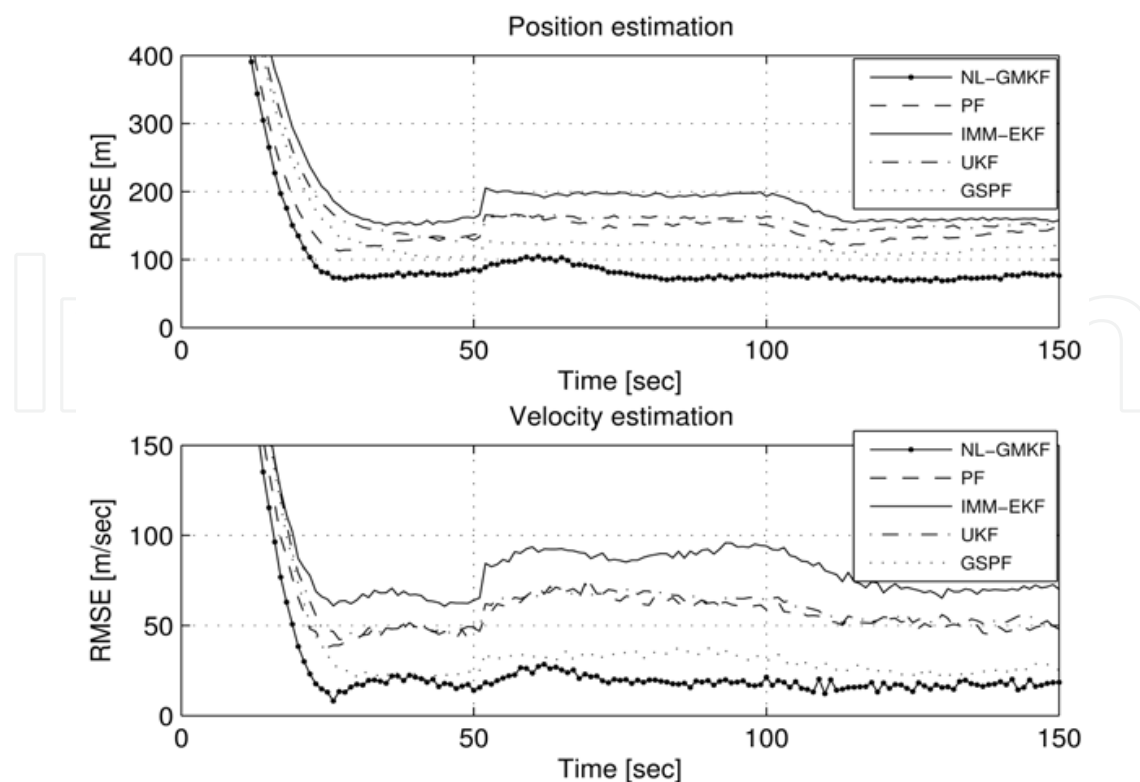 Position estimation
400
300
200
100
0
RMSE [m]
NL-GMKF
PF
IMM-EKF
UKF
GSPF
0 50 100 150
Time [sec]
Velocity estimation
150
100
50
0
RMSE [m/sec]
NL-GMKF
PF
IMM-EKF
UKF
GSPF
0 50 100 150
Time [sec]